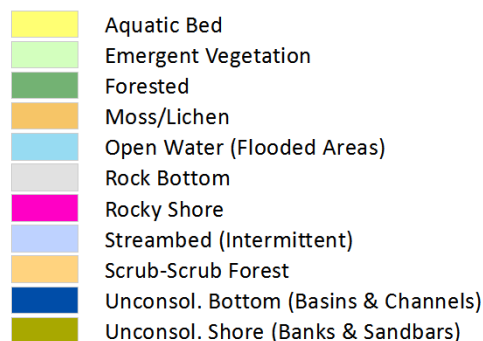 Aquatic Bed
Emergent Vegetation
Forested
Moss/Lichen
Open Water (Flooded Areas)
Rock Bottom
Rocky Shore
Streambed (Intermittent)
Scrub-Scrub Forest
Unconsol. Bottom (Basins & Channels)
Unconsol. Shore (Banks & Sandbars)